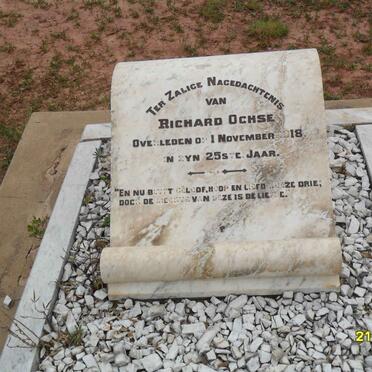 Ter Zalige Nagedachtenis
van
Richard Ochse
Overleden op 1 November 1918
in zyn 25ste Jaar.
"En nu blyft geloof, hoop en liefde, deze drie;
doch de meeste van deze is de liefde.
21